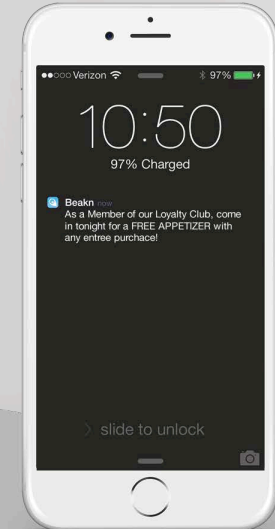 ●●○○○ Verizon 97%
10:50
97% Charged
Beakn now
As a Member of our Loyalty Club, come
in tonight for a FREE APPETIZER with
any entree purchace!
> slide to unlock